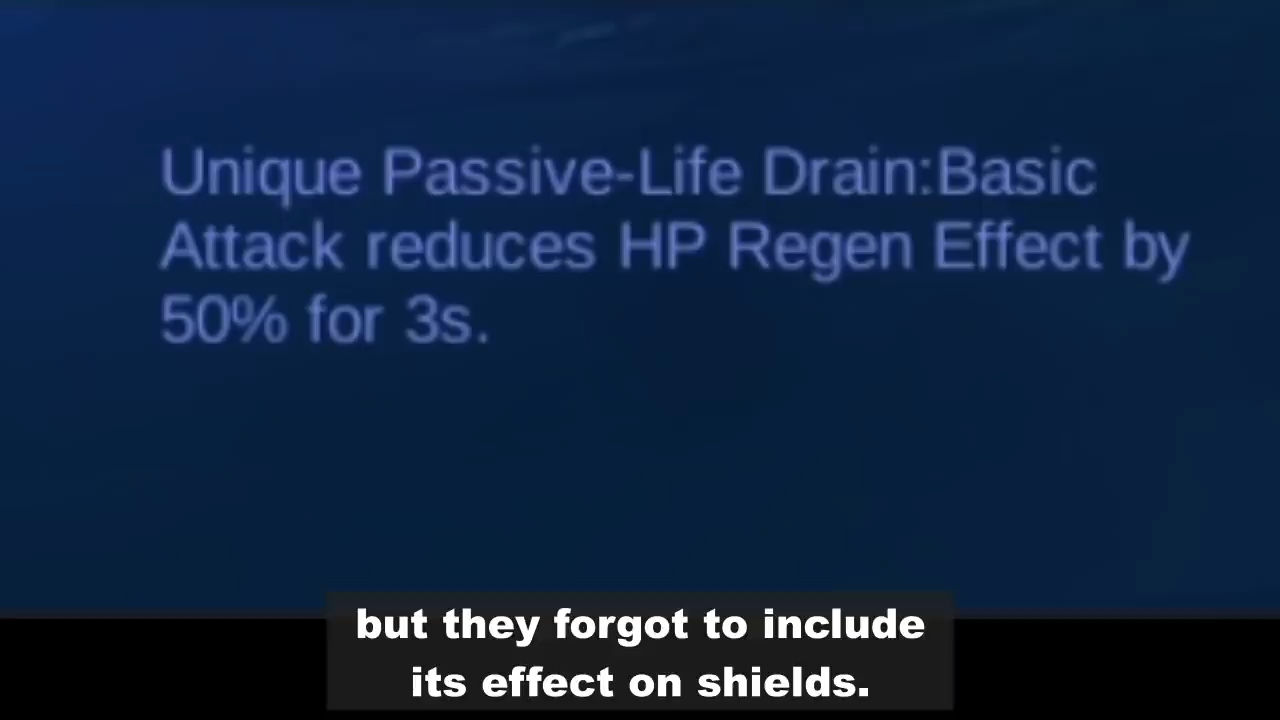 Unique Passive-Life Drain:Basic
Attack reduces HP Regen Effect by
50% for 3s.
but they forgot to include
its effect on shields.